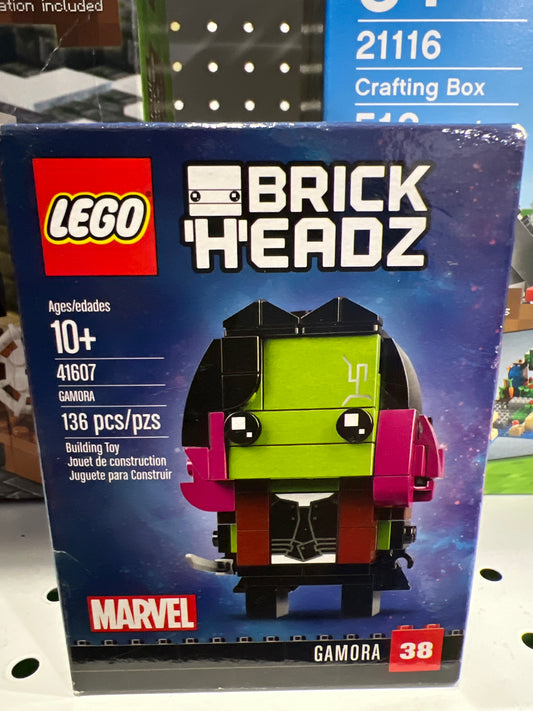 ation included
21116
Crafting Box
LEGO
BRICK
'H'EADZ
Ages/edades
10+
41607
GAMORA
136 pcs/pzs
Building Toy
Jouet de construction
Juguete para Construir
MARVEL
GAMORA 38